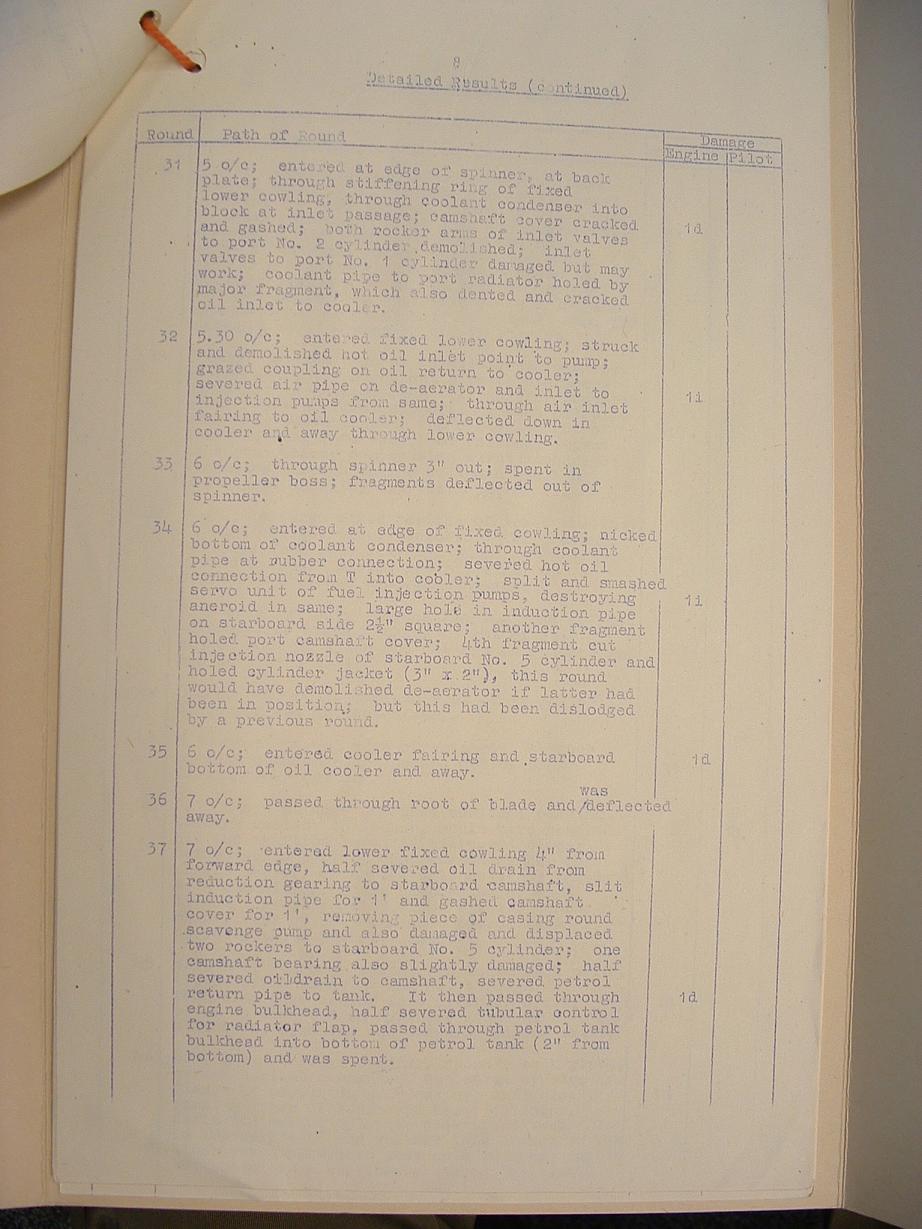 8
Detailed Results (continued)
Round Path of Round Damage
Engine Pilot
31 5 o/c; entered at edge of spinner, at back
plate; through stiffening ring of fixed
lower cowling, through coolant condenser into
block at inlet passage; camshaft cover cracked
and gashed; both rocker arms of inlet valves 1d
to port No. 2 cylinder demolished; inlet
valves to port No. 1 cylinder damaged but may
work; coolant pipe to port radiator holed by
major fragment, which also dented and cracked
oil inlet to cooler.
32 5.30 o/c; entered fixed lower cowling; struck
and demolished hot oil inlet point to pump;
grazed coupling on oil return to cooler;
severed air pipe on de-aerator and inlet to
injection pumps from same; through air inlet 1i
fairing to oil cooler; deflected down in
cooler and away through lower cowling.
33 6 o/c; through spinner 3" out; spent in
propeller boss; fragments deflected out of
spinner.
34 6 o/c; entered at edge of fixed cowling; nicked
bottom of coolant condenser; through coolant
pipe at rubber connection; severed hot oil
connection from T into cooler; split and smashed
servo unit of fuel injection pumps, destroying
aneroid in same; large hole in induction pipe 1i
on starboard side 2½" square; another fragment
holed port camshaft cover; 4th fragment cut
injection nozzle of starboard No. 5 cylinder and
holed cylinder jacket (3" x 2"), this round
would have demolished de-aerator if latter had
been in position; but this had been dislodged
by a previous round.
35 6 o/c; entered cooler fairing and starboard 1d
bottom of oil cooler and away.
was
36 7 o/c; passed through root of blade and/deflected
away.
37 7 o/c; entered lower fixed cowling 4" from
forward edge, half severed oil drain from
reduction gearing to starboard camshaft, slit
induction pipe for 1' and gashed camshaft
cover for 1', removing piece of casing round
scavenge pump and also damaged and displaced
two rockers to starboard No. 5 cylinder; one
camshaft bearing also slightly damaged; half
severed oildrain to camshaft, severed petrol
return pipe to tank. It then passed through 1d
engine bulkhead, half severed tubular control
for radiator flap, passed through petrol tank
bulkhead into bottom of petrol tank (2" from
bottom) and was spent.